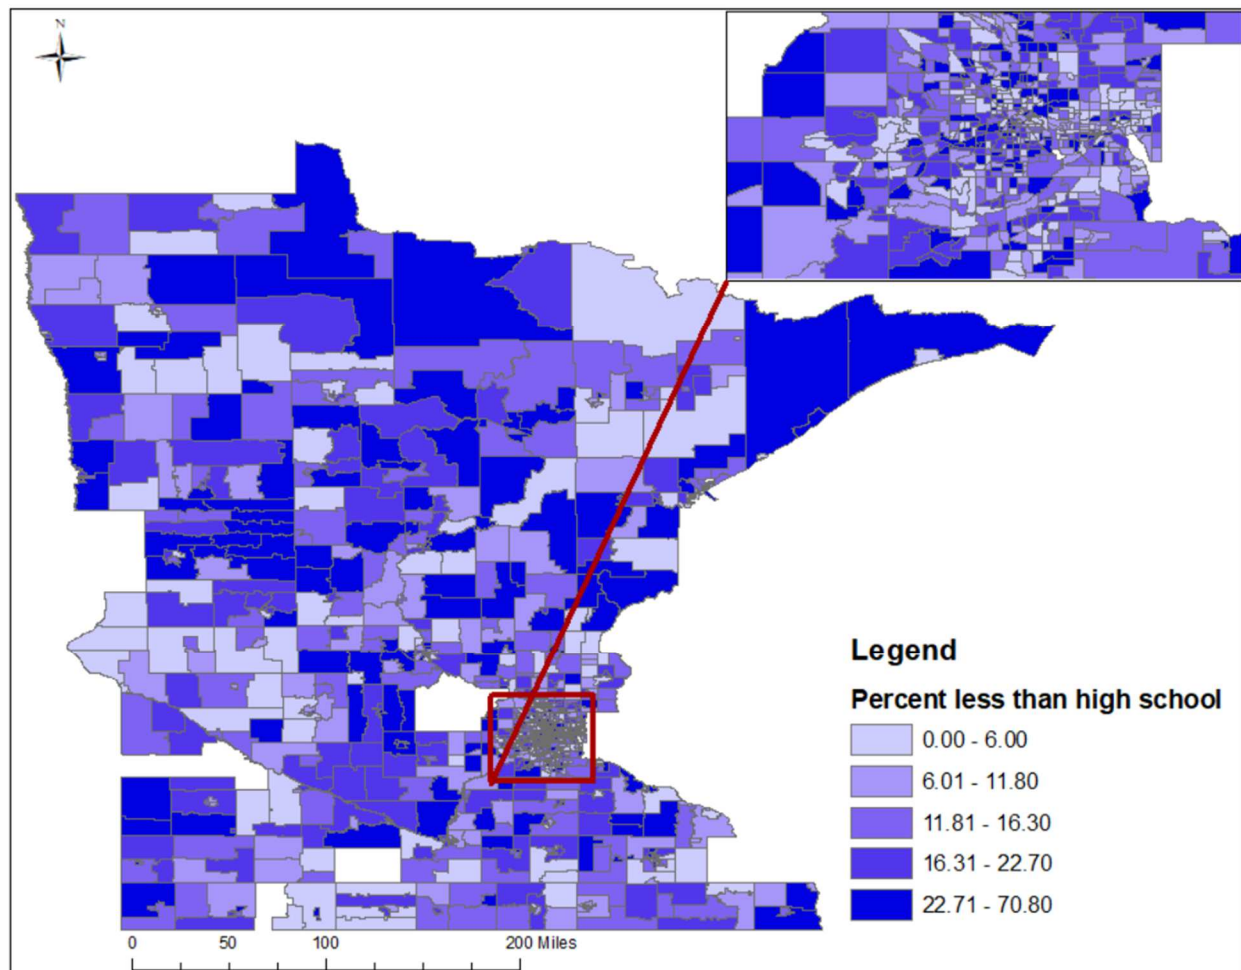 N
Legend
Percent less than high school
0.00 - 6.00
6.01 - 11.80
11.81 - 16.30
16.31 - 22.70
22.71 - 70.80
0 50 100 200 Miles